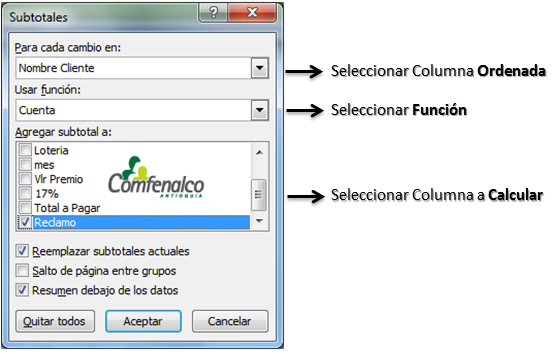 Subtotales
Para cada cambio en:
Nombre Cliente
Seleccionar Columna Ordenada
Usar función:
Cuenta
Seleccionar Función
Agregar subtotal a:
Loteria
mes
Vlr Premio
17%
Total a Pagar
Reclamo
Comfenalco
ANTIOQUIA
Seleccionar Columna a Calcular
Reemplazar subtotales actuales
Salto de página entre grupos
Resumen debajo de los datos
Quitar todos
Aceptar
Cancelar